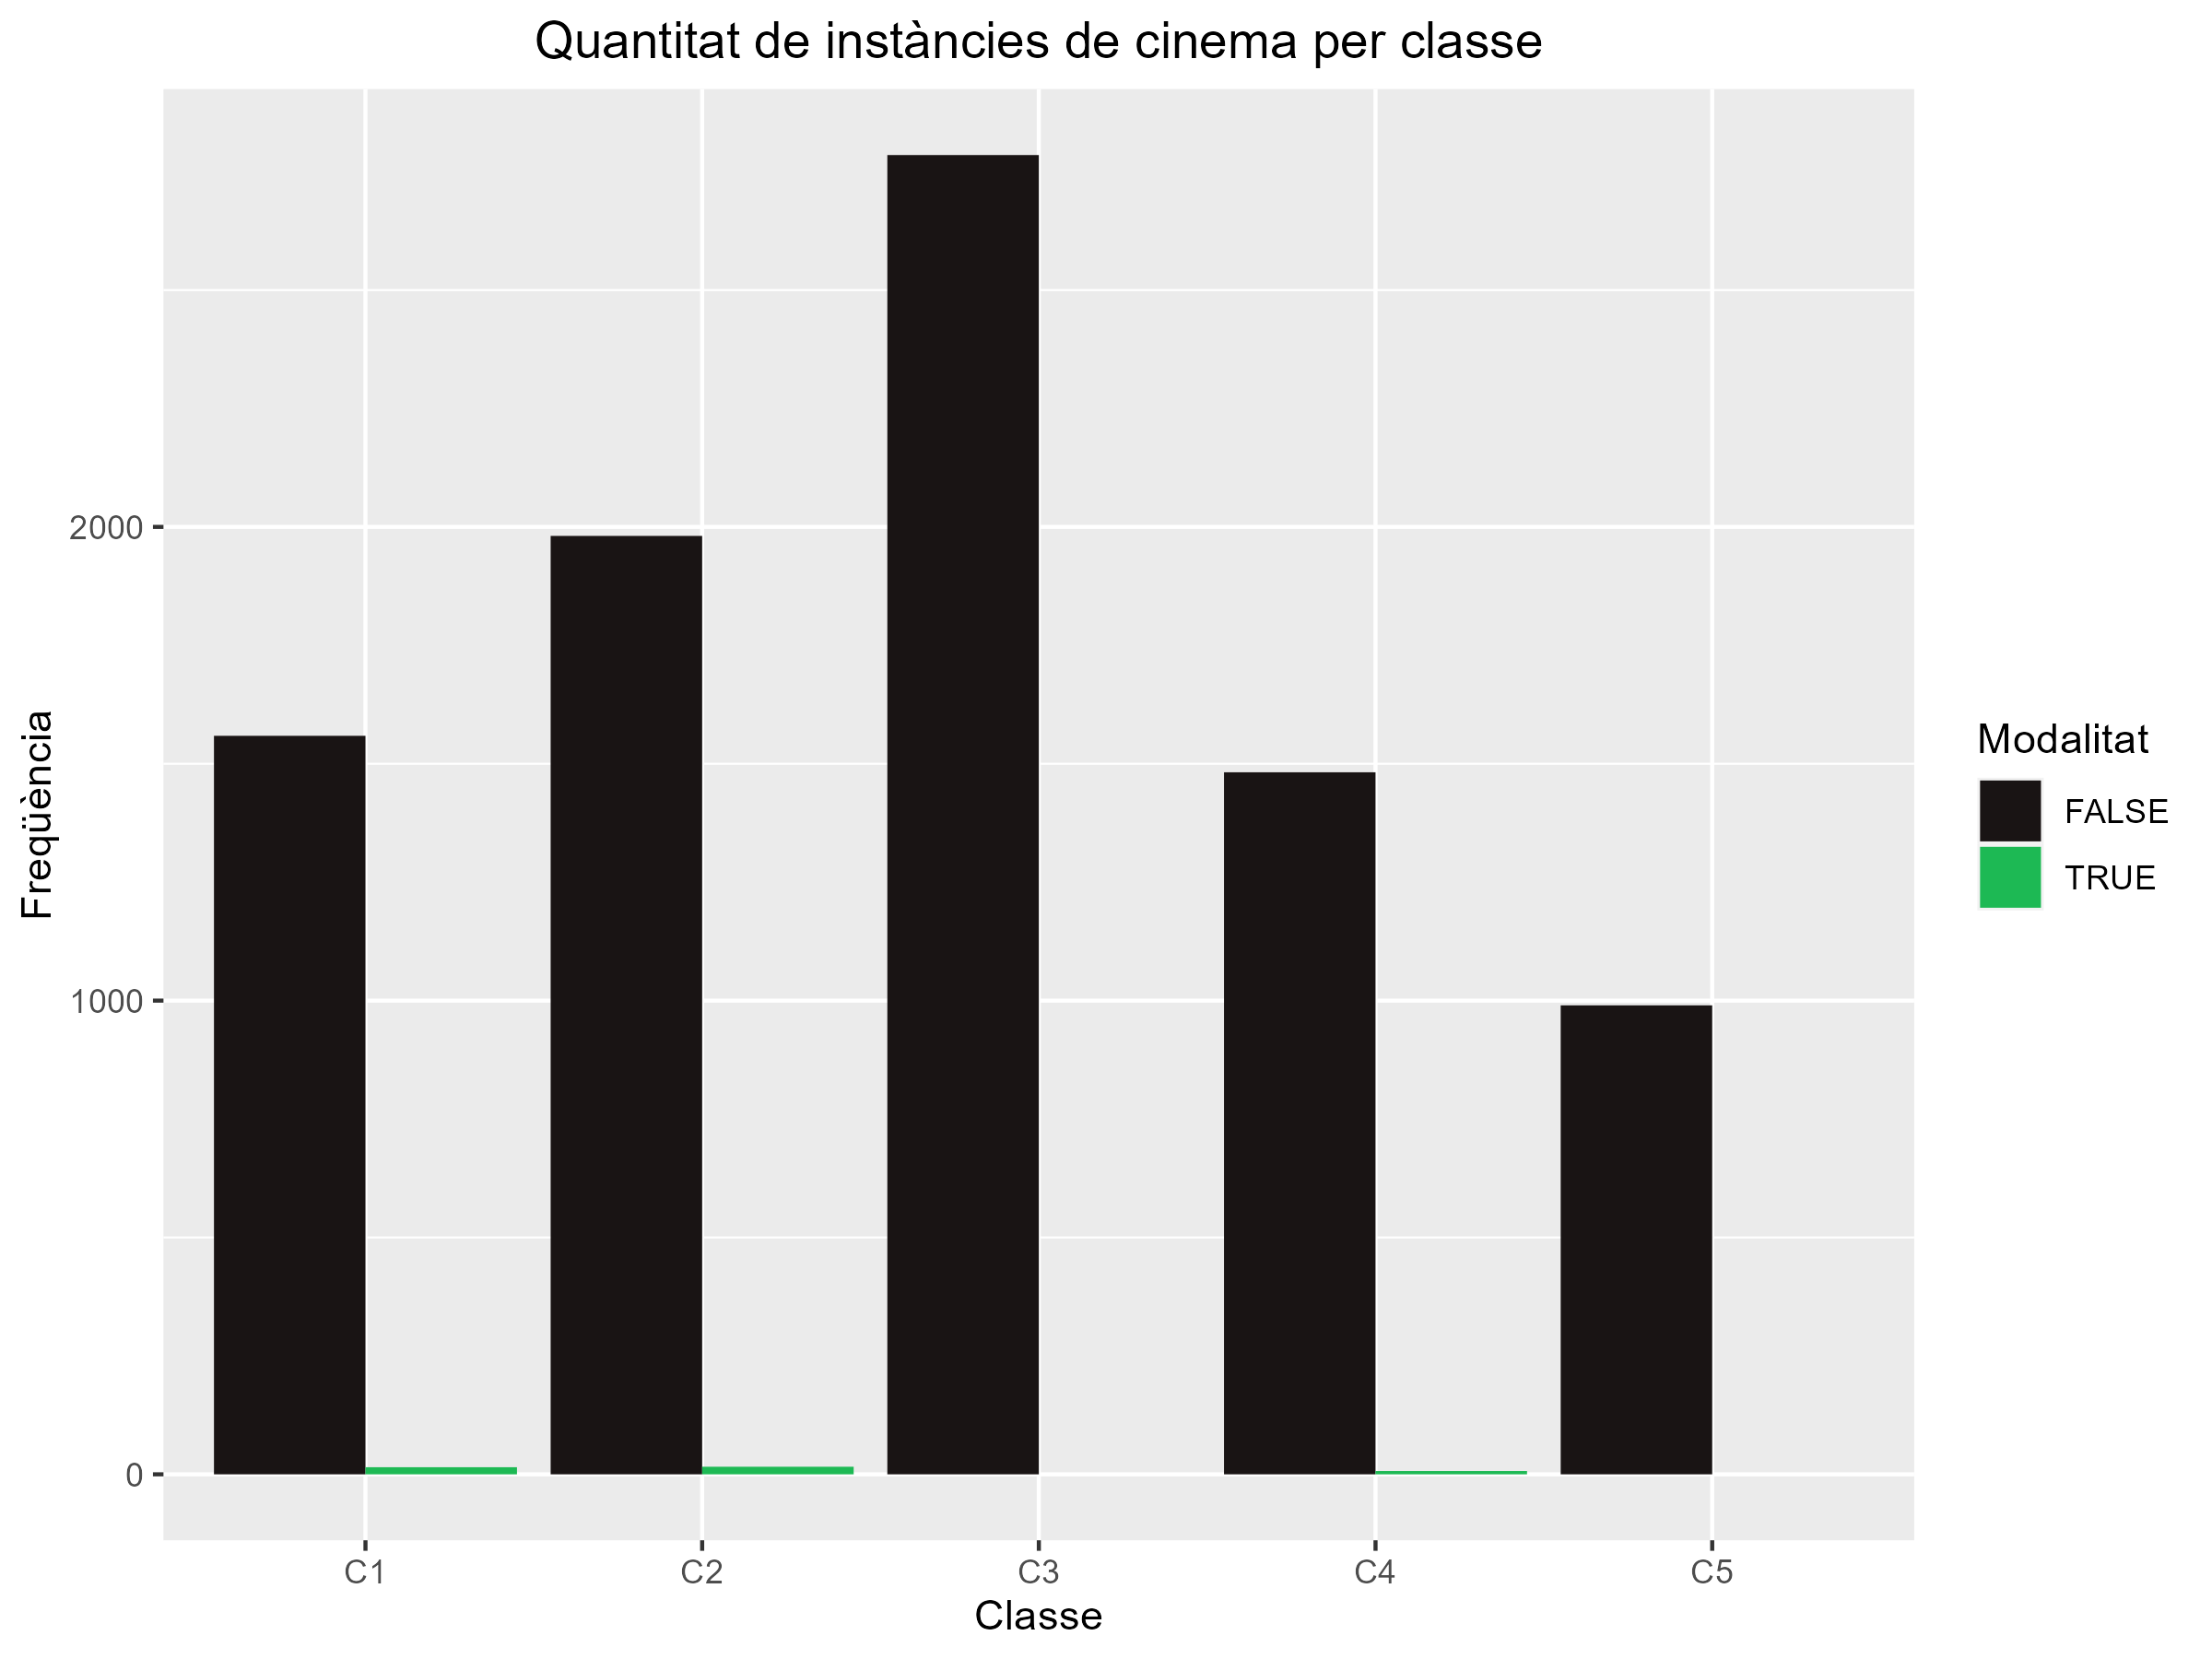 Quantitat de instàncies de cinema per classe
Freqüència
2000
1000
0
C1 C2 C3 C4 C5
Classe
Modalitat
FALSE
TRUE